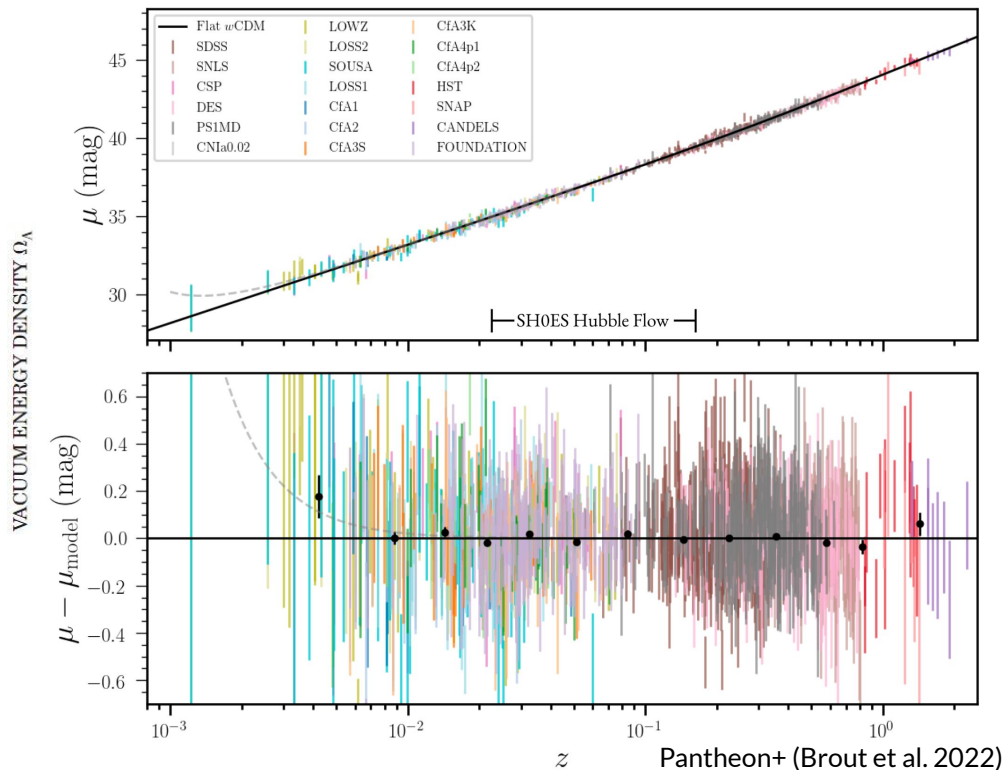 Flat wCDM
SDSS
SNLS
CSP
DES
PS1MD
CNIa0.02
LOWZ
LOSS2
SOUSA
LOSS1
CfA1
CfA2
CfA3S
CfA3K
CfA4p1
CfA4p2
HST
SNAP
CANDELS
FOUNDATION
45
40
35
30
μ (mag)
SH0ES Hubble Flow
VACUUM ENERGY DENSITY Ω_Λ
0.6
0.4
0.2
0.0
−0.2
−0.4
−0.6
μ − μ_model (mag)
10⁻³
10⁻²
10⁻¹
10⁰
z
Pantheon+ (Brout et al. 2022)